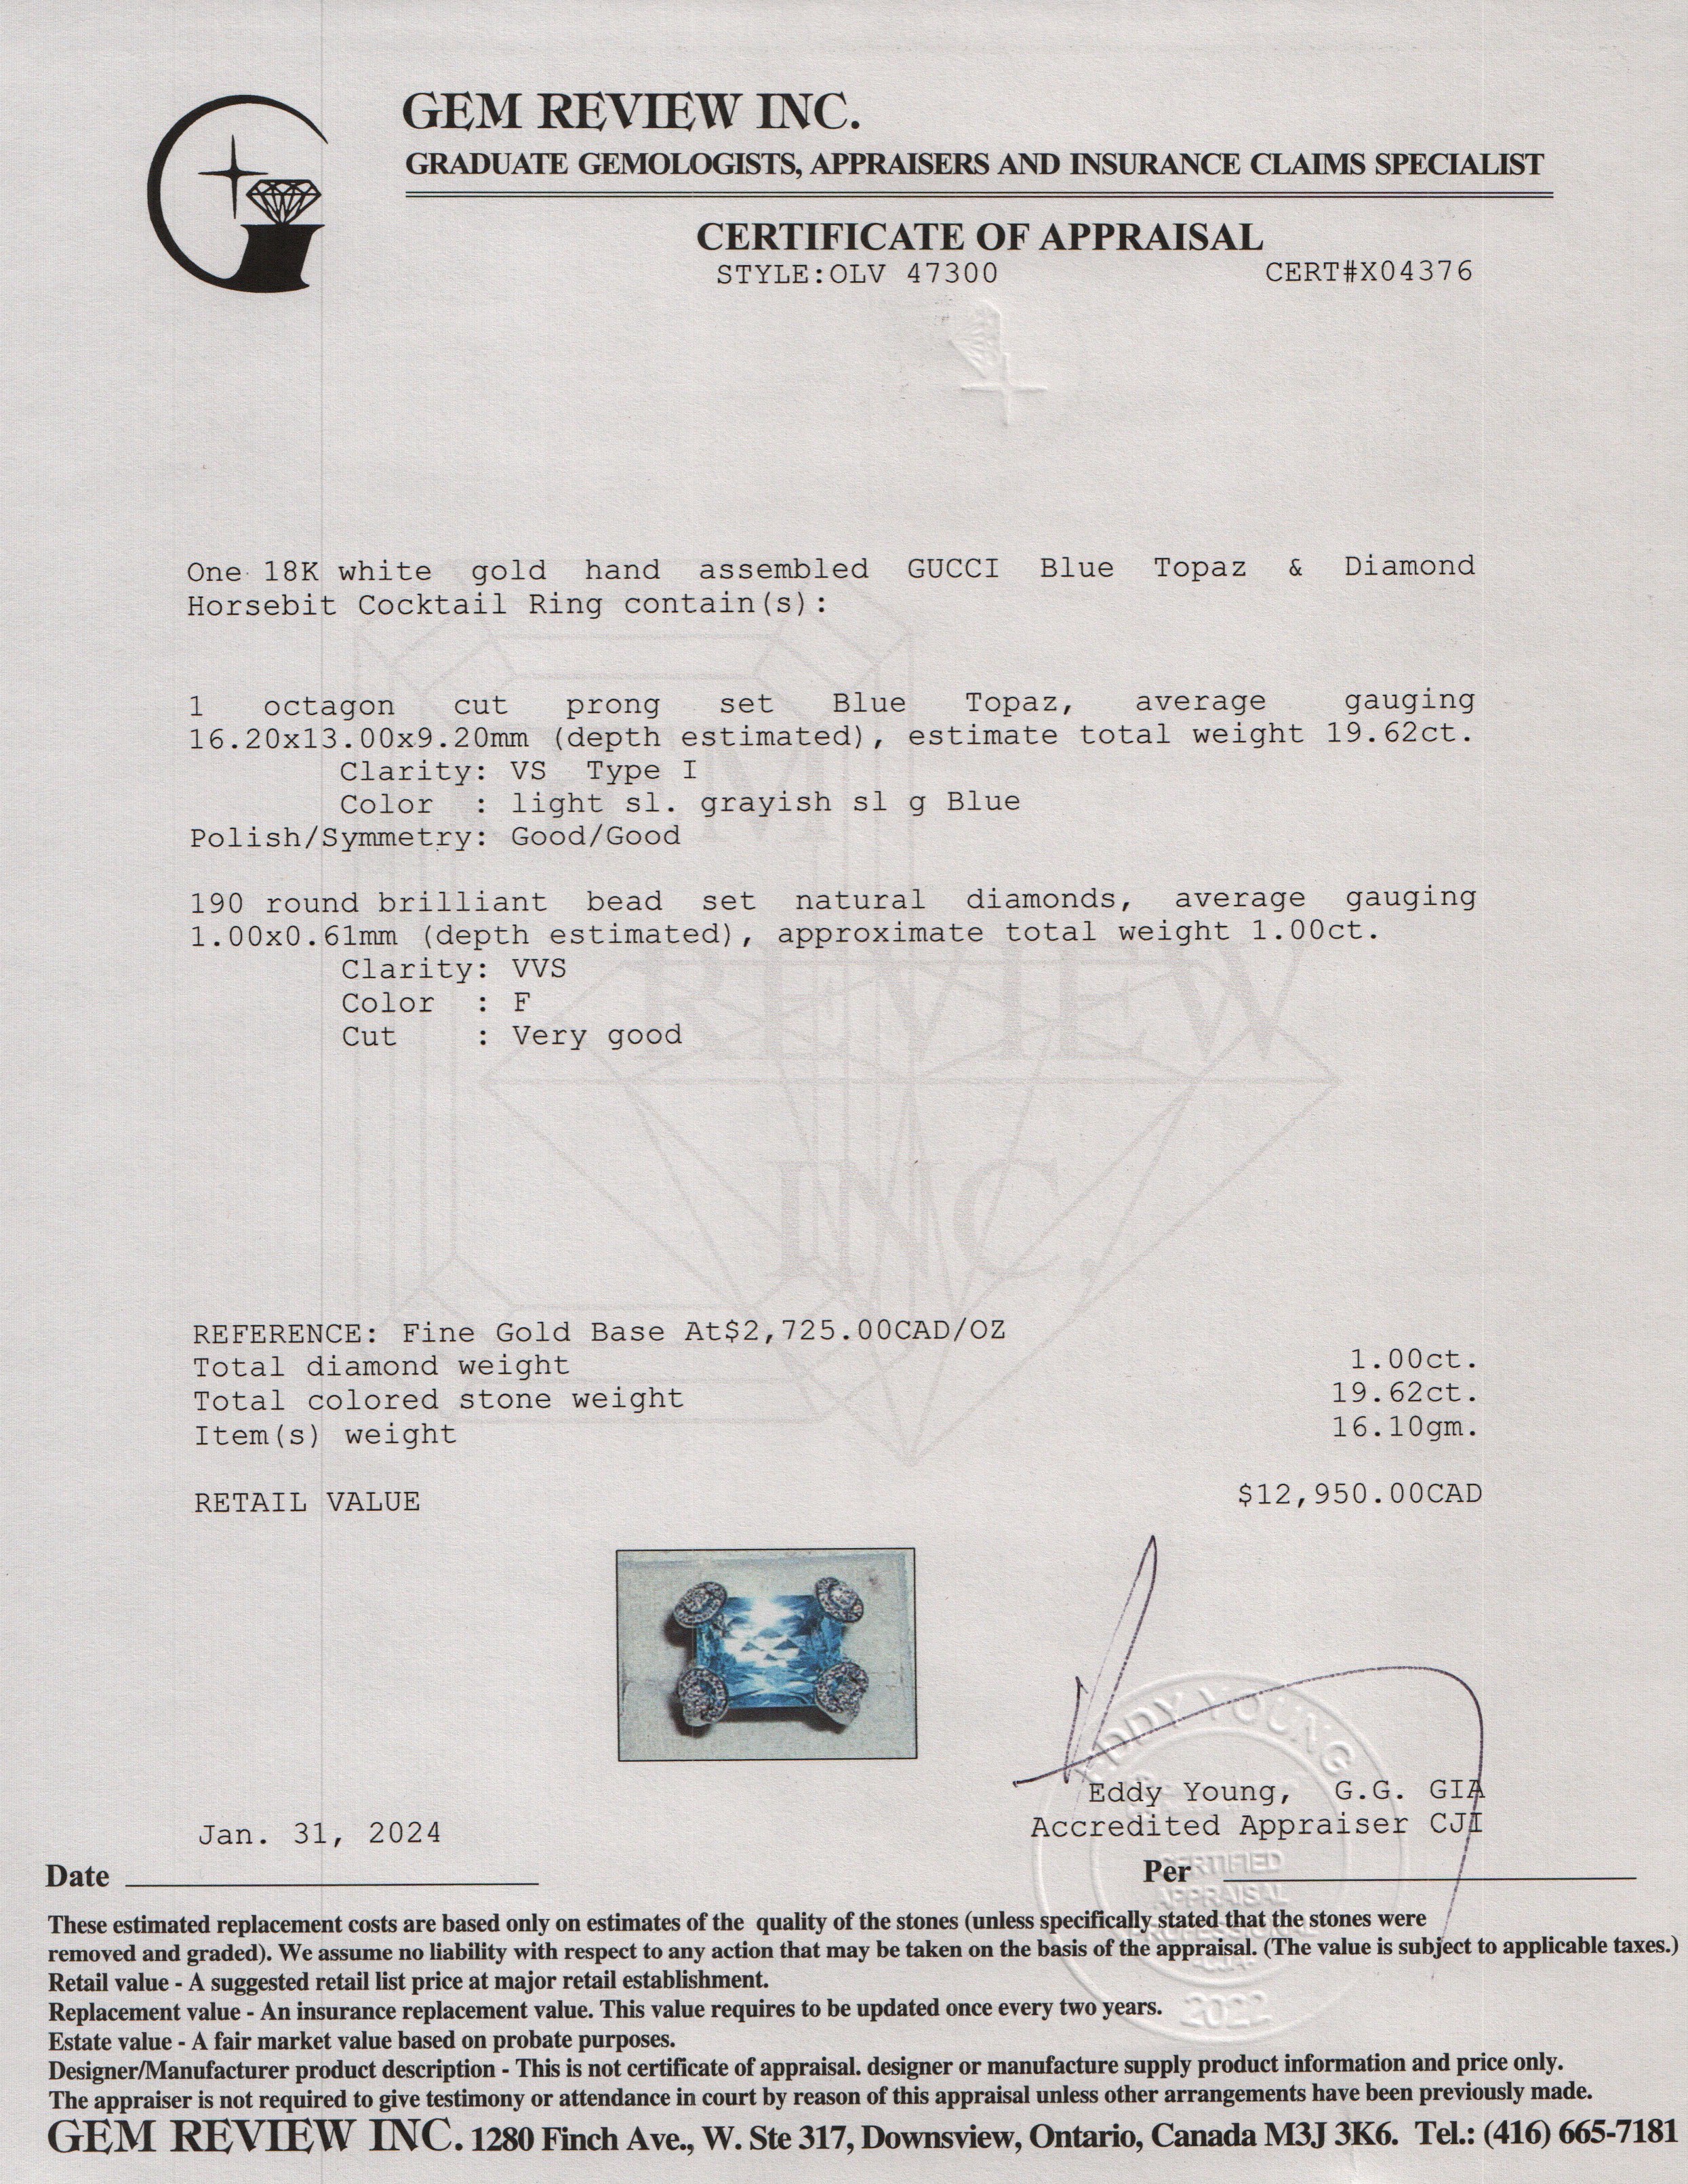 GEM REVIEW INC.
GRADUATE GEMOLOGISTS, APPRAISERS AND INSURANCE CLAIMS SPECIALIST
CERTIFICATE OF APPRAISAL
STYLE:OLV 47300 CERT#X04376
One 18K white gold hand assembled GUCCI Blue Topaz & Diamond
Horsebit Cocktail Ring contain(s):
1 octagon cut prong set Blue Topaz, average gauging
16.20x13.00x9.20mm (depth estimated), estimate total weight 19.62ct.
Clarity: VS Type I
Color : light sl. grayish sl g Blue
Polish/Symmetry: Good/Good
190 round brilliant bead set natural diamonds, average gauging
1.00x0.61mm (depth estimated), approximate total weight 1.00ct.
Clarity: VVS
Color : F
Cut : Very good
M
REVIEW
INC.
REFERENCE: Fine Gold Base At$2,725.00CAD/OZ
Total diamond weight 1.00ct.
Total colored stone weight 19.62ct.
Item(s) weight 16.10gm.
RETAIL VALUE $12,950.00CAD
EDDY YOUNG
Eddy Young, G.G. GIA
Accredited Appraiser CJI
Jan. 31, 2024
Date
Per
CERTIFIED
APPRAISAL
PROFESSIONAL
2022
These estimated replacement costs are based only on estimates of the quality of the stones (unless specifically stated that the stones were
removed and graded). We assume no liability with respect to any action that may be taken on the basis of the appraisal. (The value is subject to applicable taxes.)
Retail value - A suggested retail list price at major retail establishment.
Replacement value - An insurance replacement value. This value requires to be updated once every two years.
Estate value - A fair market value based on probate purposes.
Designer/Manufacturer product description - This is not certificate of appraisal. designer or manufacture supply product information and price only.
The appraiser is not required to give testimony or attendance in court by reason of this appraisal unless other arrangements have been previously made.
GEM REVIEW INC. 1280 Finch Ave., W. Ste 317, Downsview, Ontario, Canada M3J 3K6. Tel.: (416) 665-7181